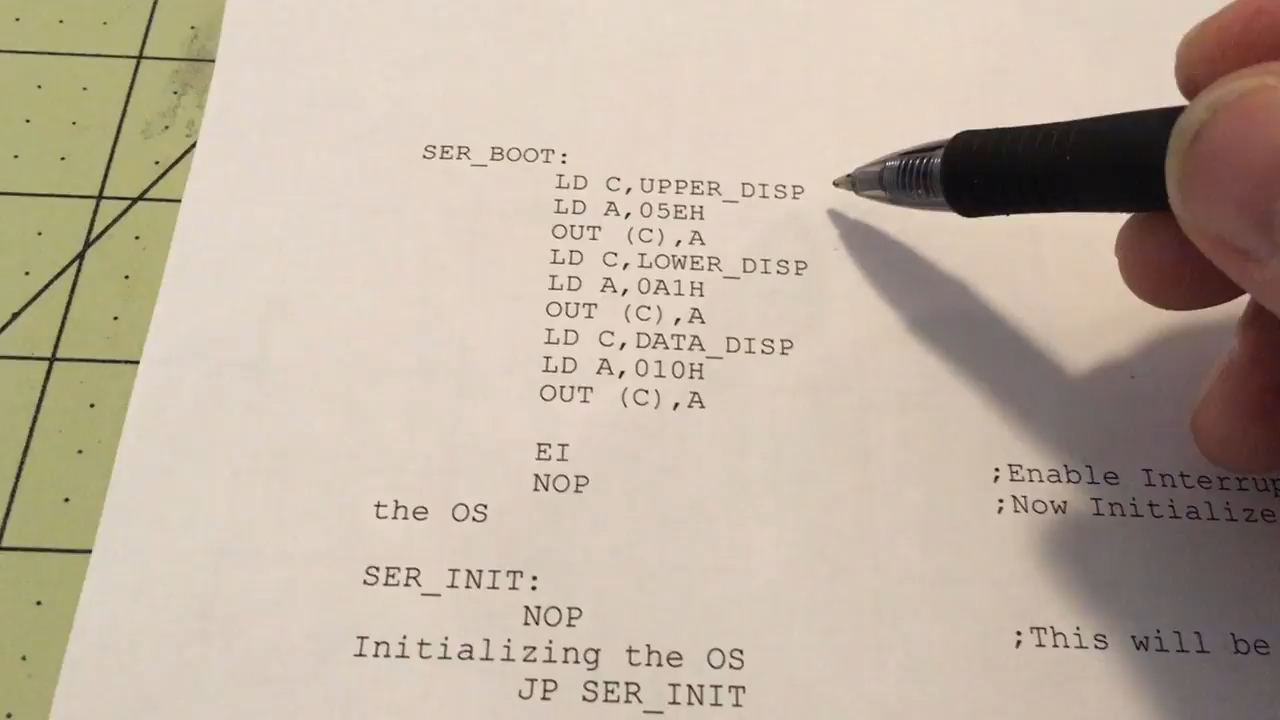 SER_BOOT:
LD C,UPPER_DISP
LD A,05EH
OUT (C),A
LD C,LOWER_DISP
LD A,0A1H
OUT (C),A
LD C,DATA_DISP
LD A,010H
OUT (C),A
EI ;Enable
NOP ;Now Initialize
the OS
SER_INIT:
NOP ;This will be
Initializing the OS
JP SER_INIT